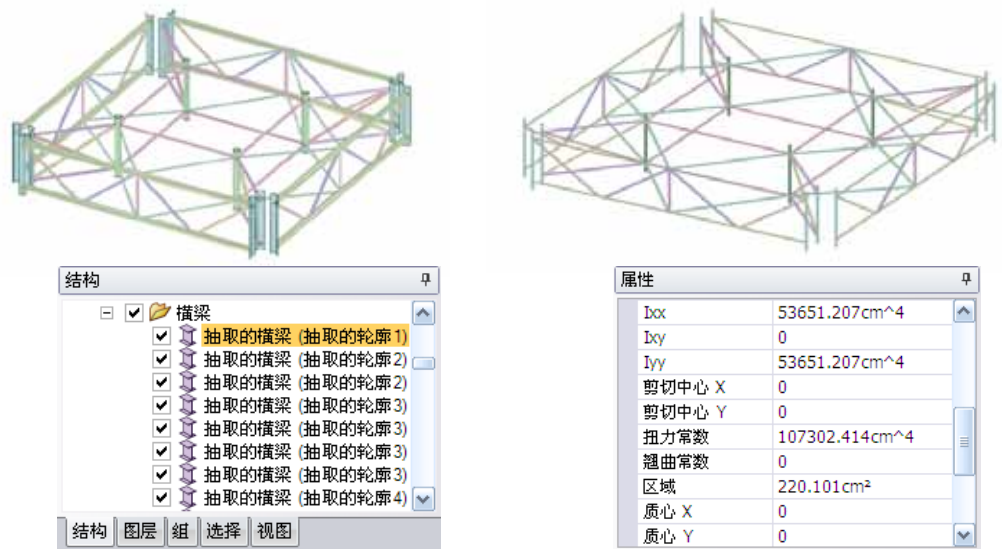 结构
横梁
抽取的横梁 (抽取的轮廓1)
抽取的横梁 (抽取的轮廓2)
抽取的横梁 (抽取的轮廓2)
抽取的横梁 (抽取的轮廓3)
抽取的横梁 (抽取的轮廓3)
抽取的横梁 (抽取的轮廓3)
抽取的横梁 (抽取的轮廓3)
抽取的横梁 (抽取的轮廓4)
结构 图层 组 选择 视图
属性
Ixx 53651.207cm^4
Ixy 0
Iyy 53651.207cm^4
剪切中心 X 0
剪切中心 Y 0
扭力常数 107302.414cm^4
翘曲常数 0
区域 220.101cm²
质心 X 0
质心 Y 0